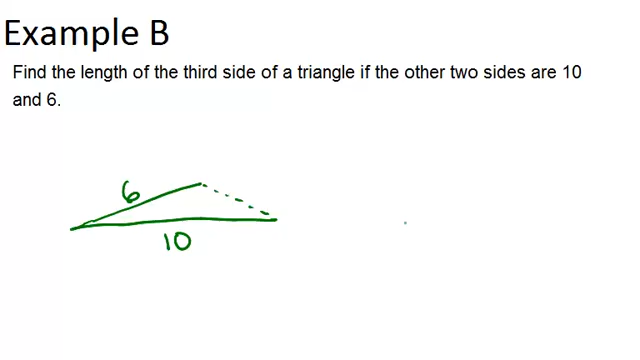 Example B
Find the length of the third side of a triangle if the other two sides are 10
and 6.
6
10